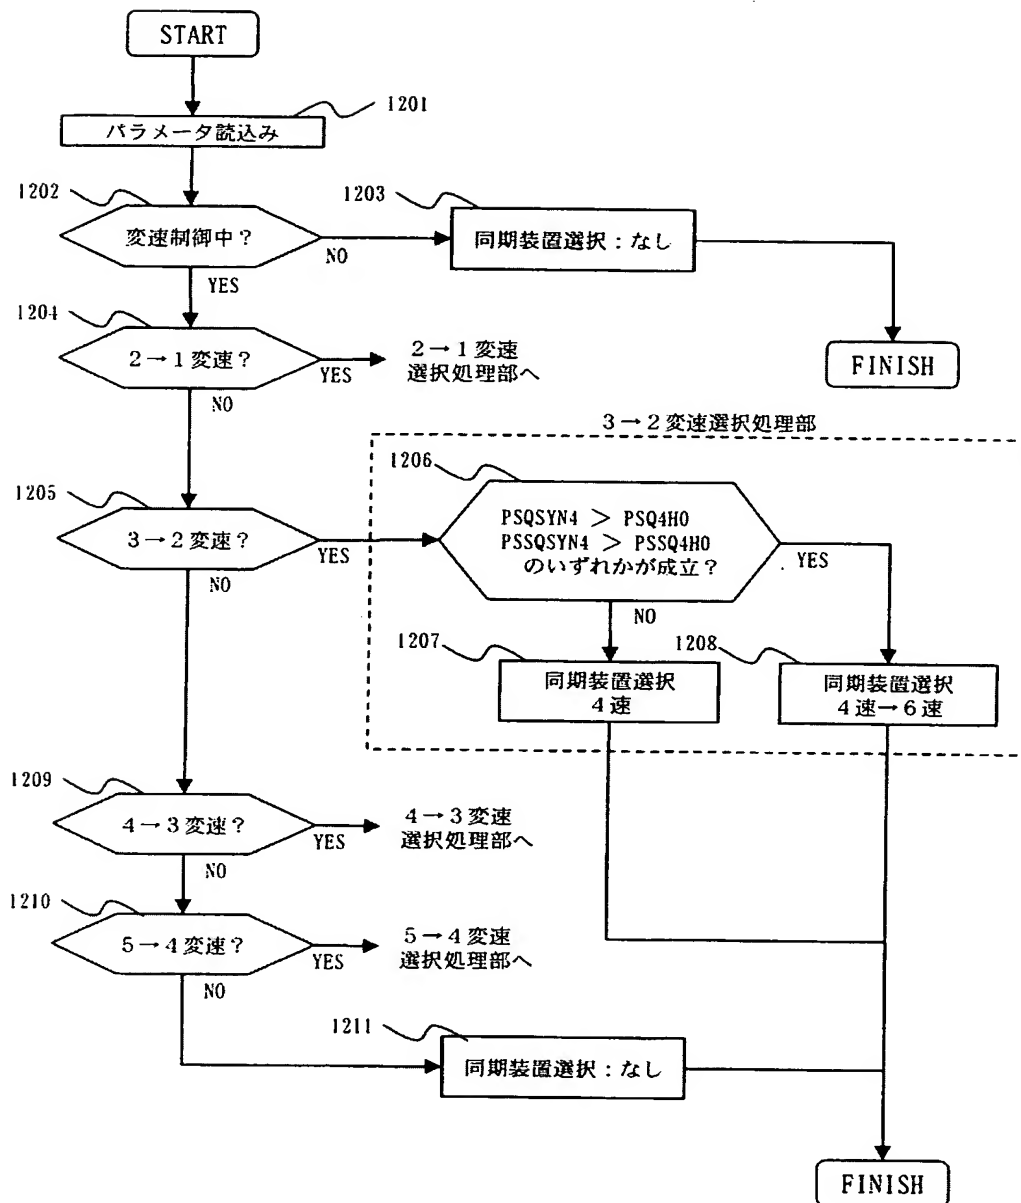 START
1201
パラメータ読込み
1202
変速制御中?
NO
YES
1203
同期装置選択:なし
FINISH
1204
2→1変速?
YES
NO
2→1変速
選択処理部へ
3→2変速選択処理部
1205
3→2変速?
YES
NO
1206
PSQSYN4 > PSQ4H0
PSSQSYN4 > PSSQ4H0
のいずれかが成立?
YES
NO
1207
同期装置選択
4速
1208
同期装置選択
4速→6速
1209
4→3変速?
YES
NO
4→3変速
選択処理部へ
1210
5→4変速?
YES
NO
5→4変速
選択処理部へ
1211
同期装置選択:なし
FINISH